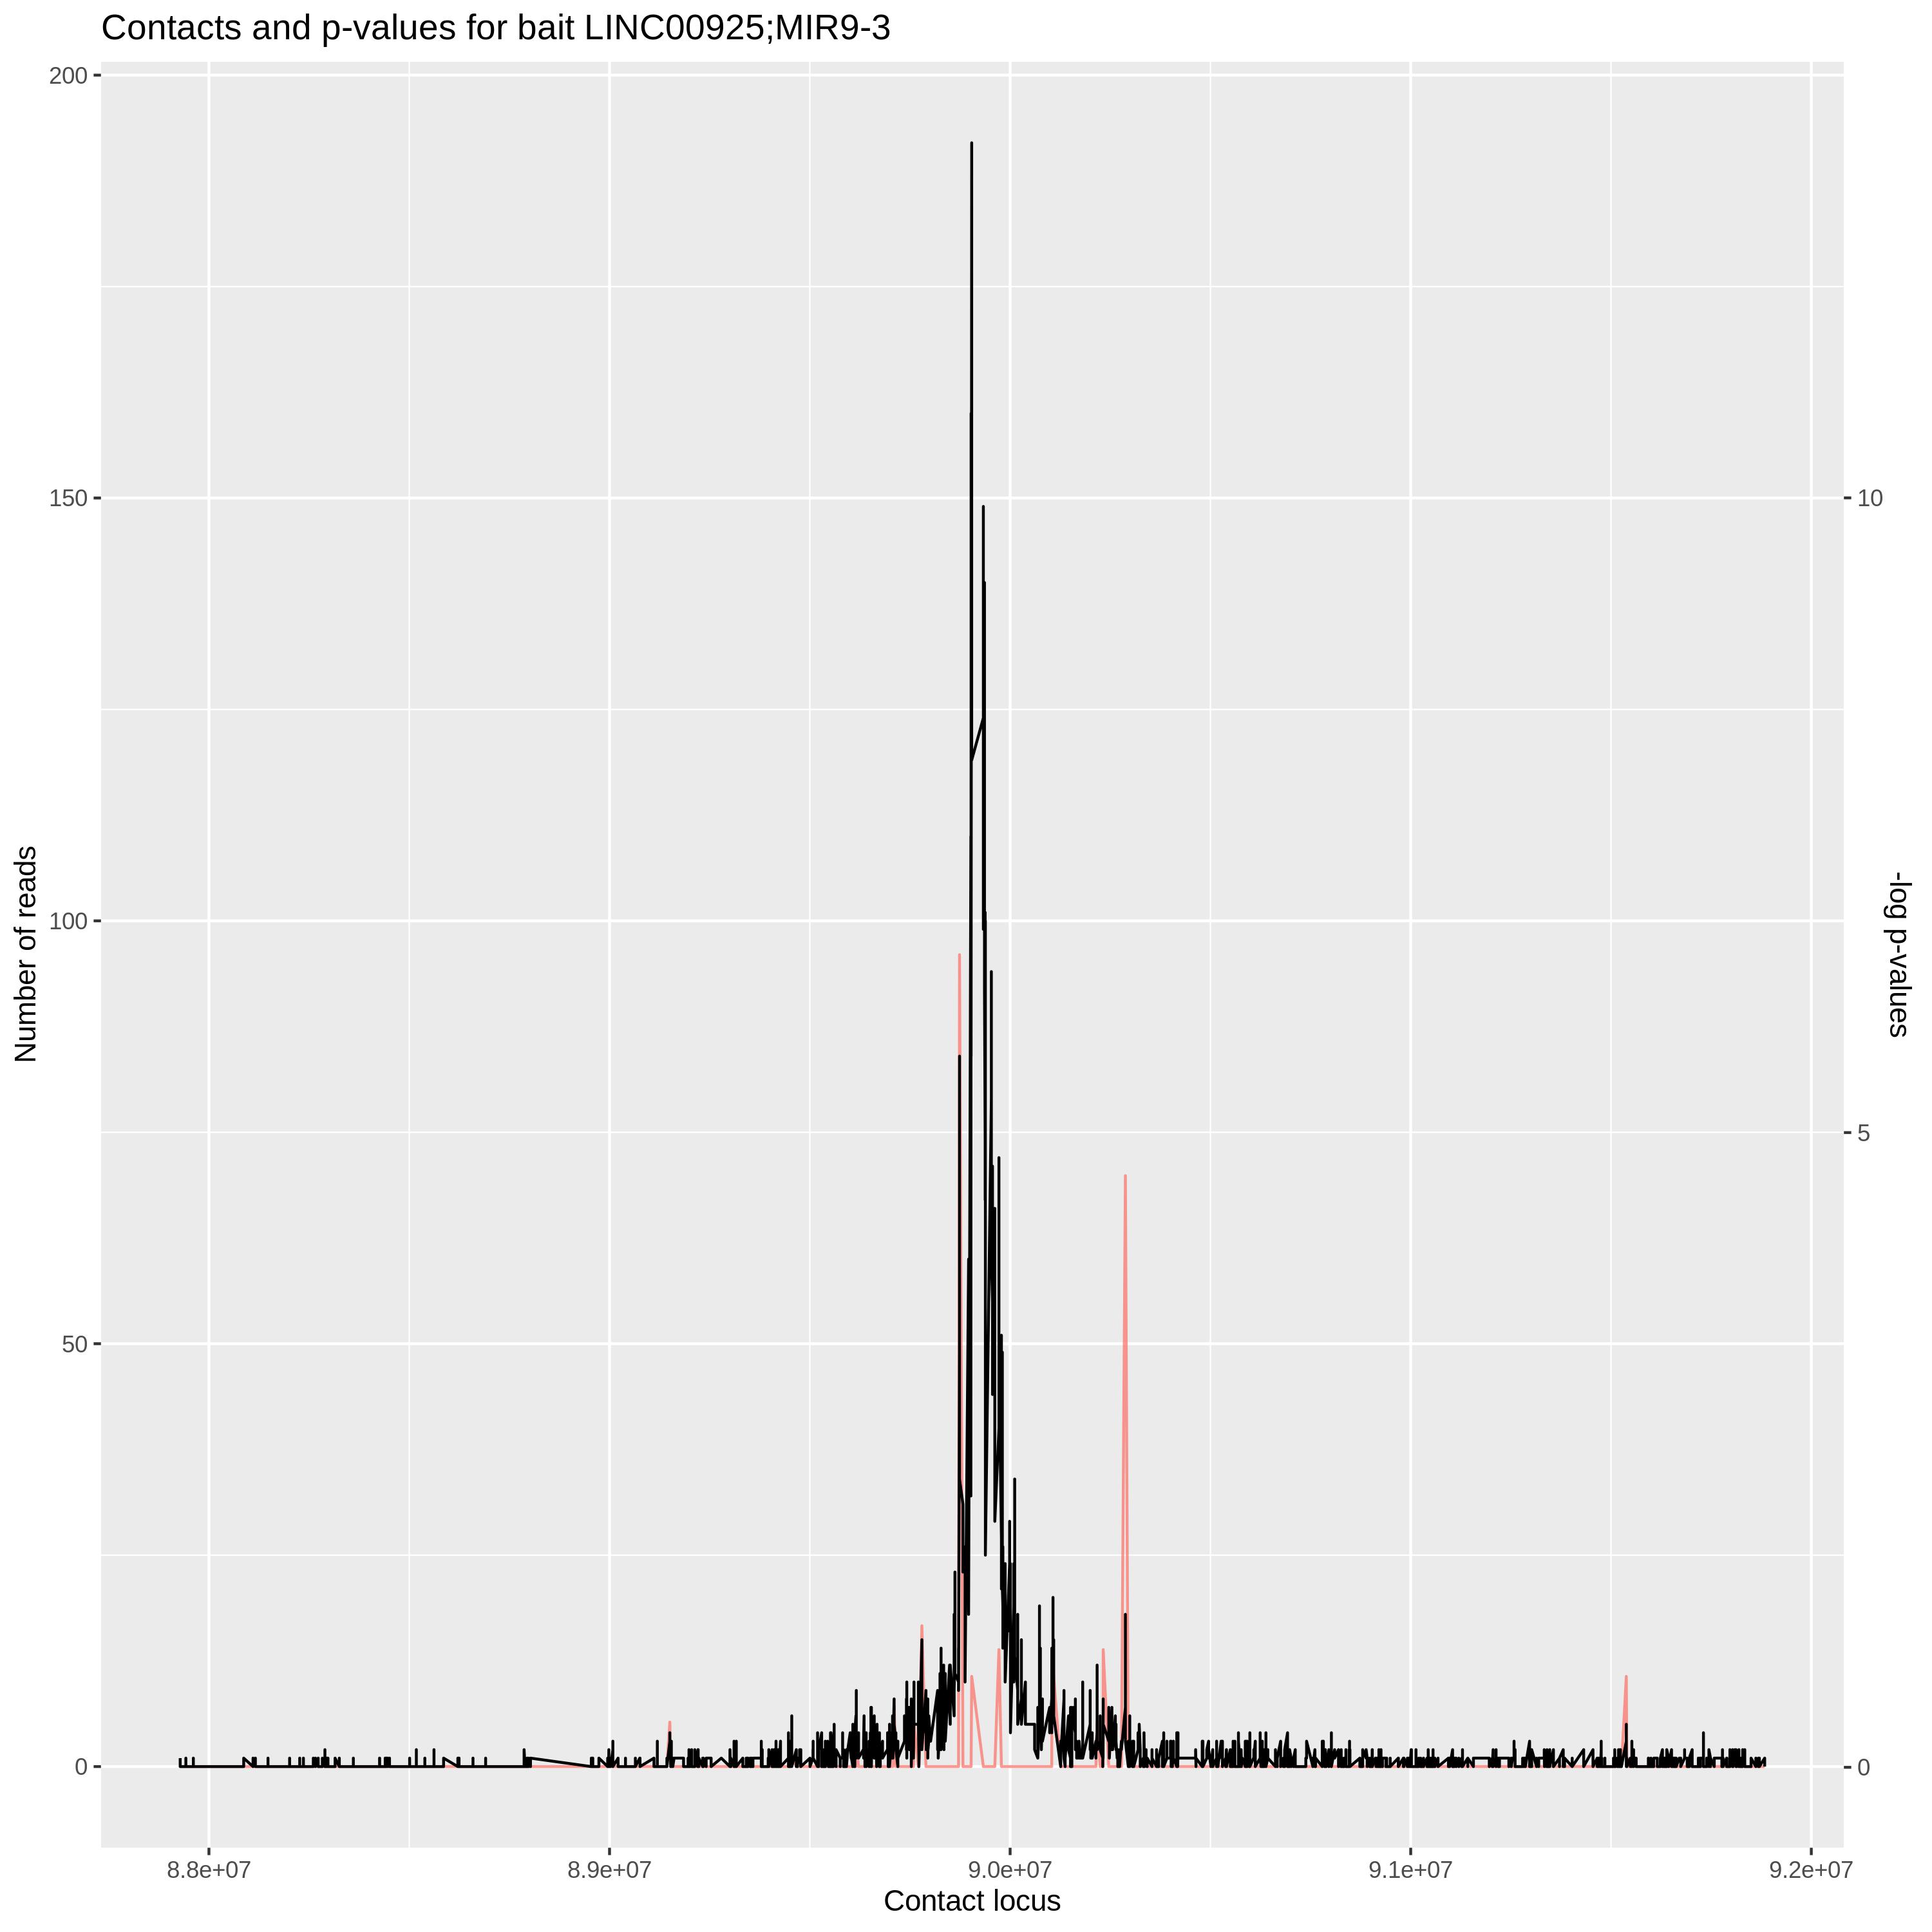 Contacts and p-values for bait LINC00925;MIR9-3
200
150
100
50
0
Number of reads
10
5
0
-log p-values
8.8e+07
8.9e+07
9.0e+07
9.1e+07
9.2e+07
Contact locus